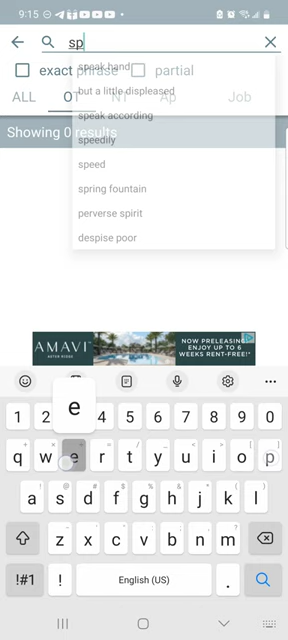 9:15
sp
exact phrase partial
ALL OT NT Ap Job
Showing 0 results
speak hand
but a little displeased
speak according
speedily
speed
spring fountain
perverse spirit
despise poor
AMAVI
NOW PRELEASING
ENJOY UP TO 6
WEEKS RENT-FREE!*
e
1 2 4 5 6 7 8 9 0
q w e r t y u i o p
a s d f g h j k l
z x c v b n m
!#1 ! English (US) .